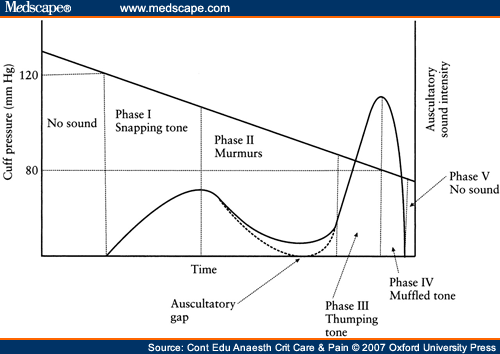 Medscape® www.medscape.com
Cuff pressure (mm Hg)
120
80
No sound
Phase I
Snapping tone
Phase II
Murmurs
Auscultatory
sound intensity
Phase V
No sound
Time
Auscultatory
gap
Phase III
Thumping
tone
Phase IV
Muffled tone
Source: Cont Edu Anaesth Crit Care & Pain © 2007 Oxford University Press